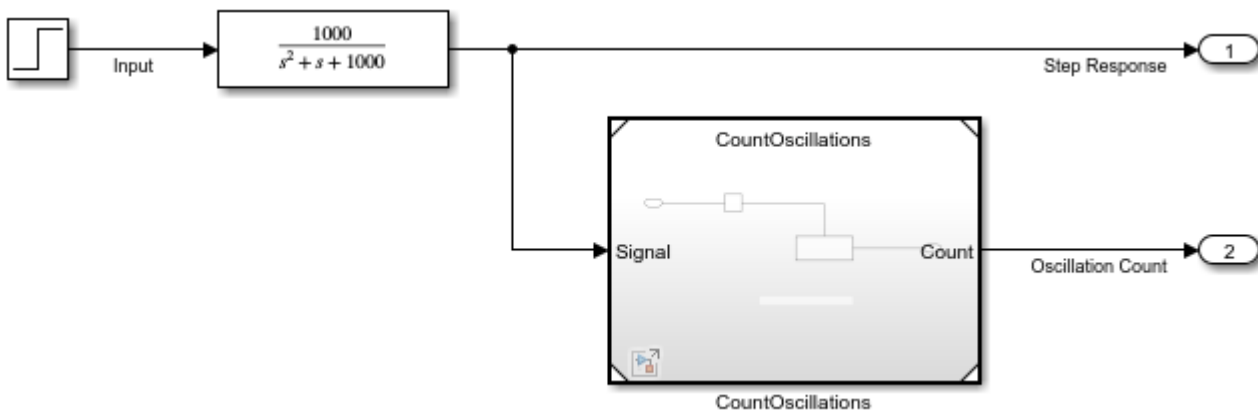 1000
s² + s + 1000
Input
1
Step Response
CountOscillations
Signal
Count
2
Oscillation Count
CountOscillations